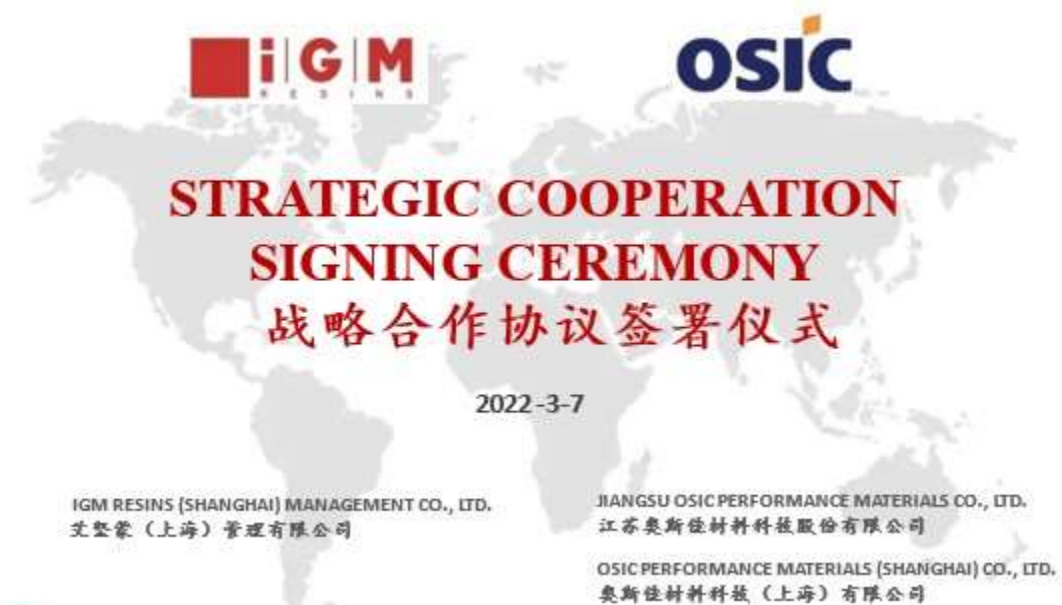 iGM
RESINS
OSiC
STRATEGIC COOPERATION
SIGNING CEREMONY
战略合作协议签署仪式
2022-3-7
IGM RESINS (SHANGHAI) MANAGEMENT CO., LTD.
艾坚蒙（上海）管理有限公司
JIANGSU OSIC PERFORMANCE MATERIALS CO., LTD.
江苏奥斯佳材料科技股份有限公司
OSIC PERFORMANCE MATERIALS (SHANGHAI) CO., LTD.
奥斯佳材料科技（上海）有限公司